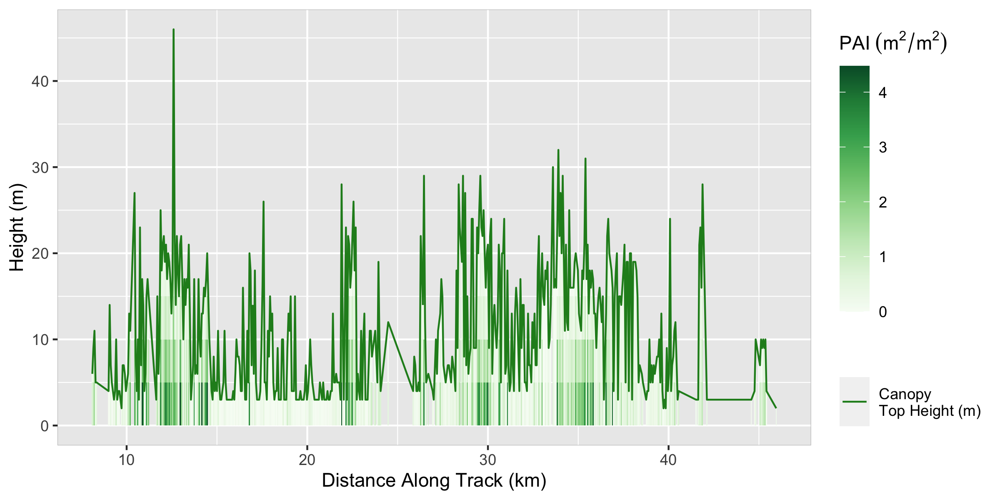 PAI (m²/m²)
4
3
2
1
0
Canopy
Top Height (m)
Height (m)
40
30
20
10
0
10 20 30 40
Distance Along Track (km)